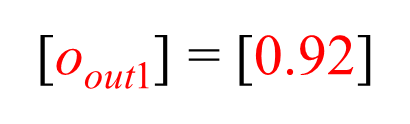 [o_out1] = [0.92]